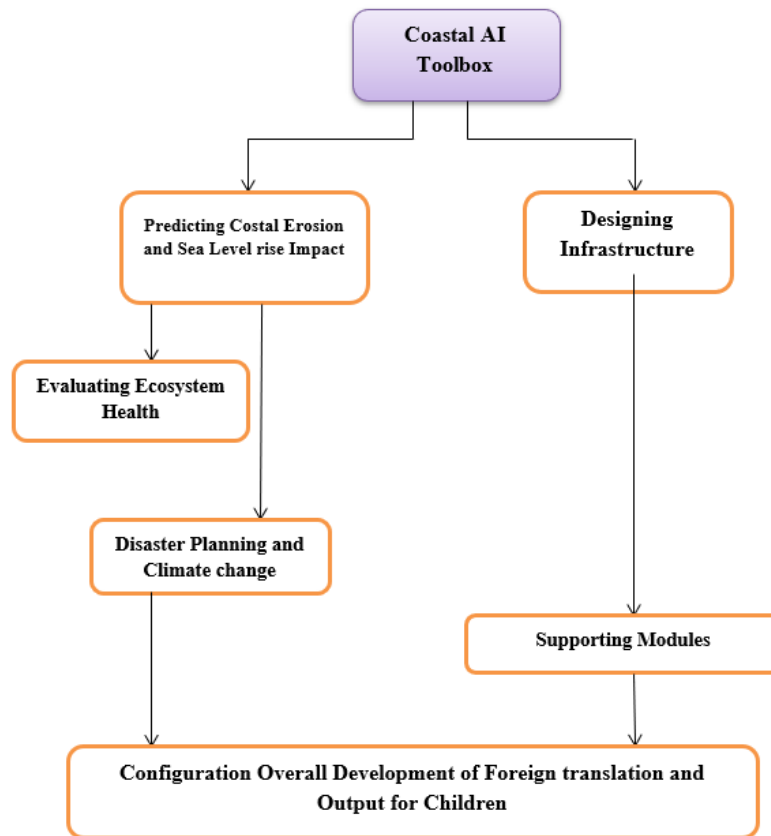 Coastal AI
Toolbox
Predicting Costal Erosion
and Sea Level rise Impact
Designing
Infrastructure
Evaluating Ecosystem
Health
Disaster Planning and
Climate change
Supporting Modules
Configuration Overall Development of Foreign translation and
Output for Children